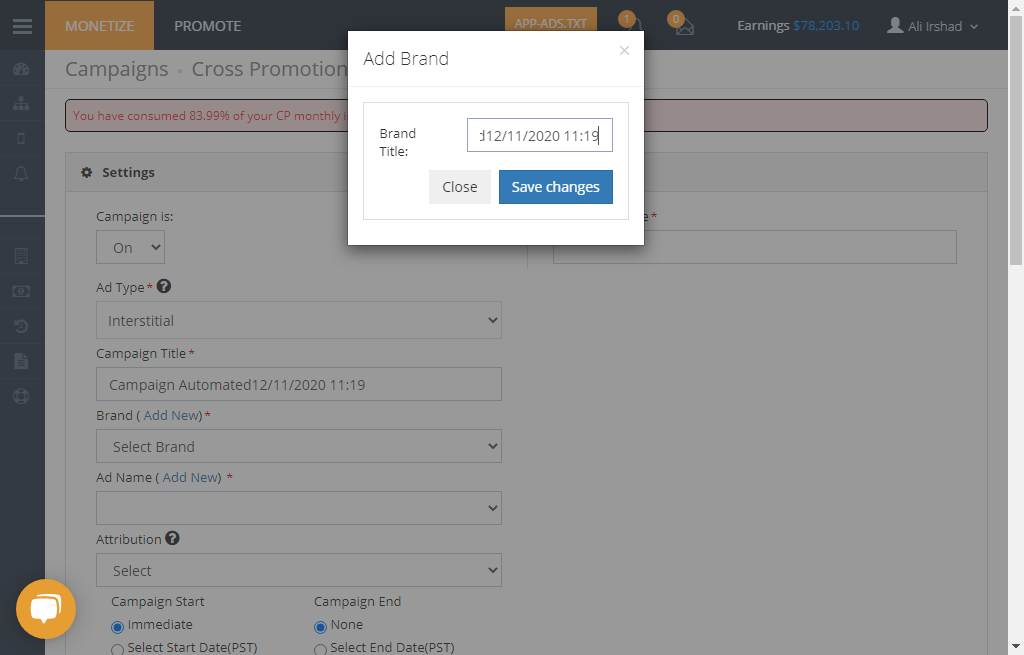 MONETIZE
PROMOTE
APP-ADS.TXT
1
0
Earnings $78,203.10
Ali Irshad
Campaigns
Cross Promotion
Add Brand
×
You have consumed 83.99% of your CP monthly
Brand
Title:
12/11/2020 11:19
Close
Save changes
Settings
Campaign is:
On
*
Ad Type*
Interstitial
Campaign Title*
Campaign Automated12/11/2020 11:19
Brand ( Add New)*
Select Brand
Ad Name ( Add New) *
Attribution
Select
Campaign Start
Campaign End
Immediate
None
Select Start Date(PST)
Select End Date(PST)